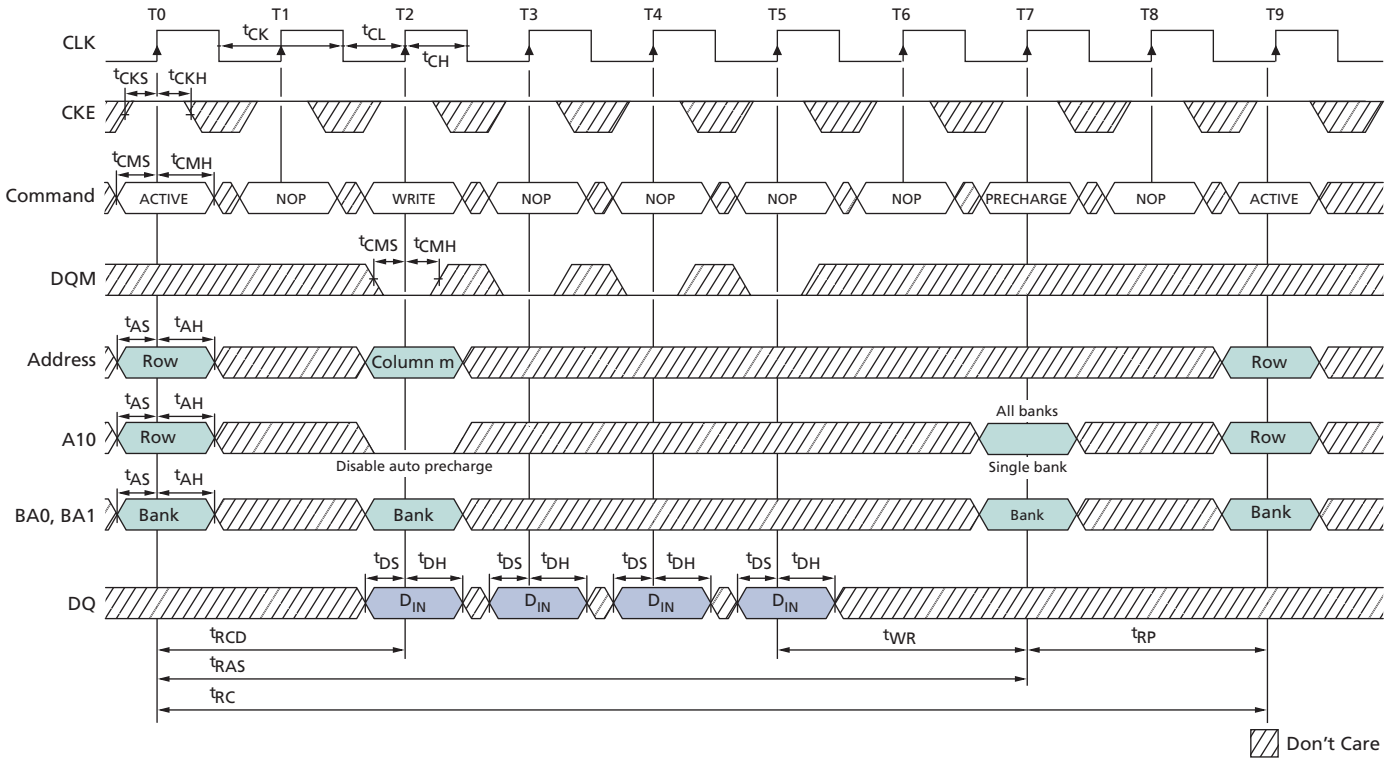 T0 T1 T2 T3 T4 T5 T6 T7 T8 T9
CLK
tCK tCL
tCH
tCKS tCKH
CKE
tCMS tCMH
Command
ACTIVE NOP WRITE NOP NOP NOP NOP PRECHARGE NOP ACTIVE
tCMS tCMH
DQM
tAS tAH
Address
Row Column m Row
tAS tAH
All banks
A10
Row Row
Disable auto precharge
Single bank
tAS tAH
BA0, BA1
Bank Bank Bank Bank
tDS tDH tDS tDH tDS tDH tDS tDH
DQ
DIN DIN DIN DIN
tRCD tWR tRP
tRAS
tRC
Don't Care